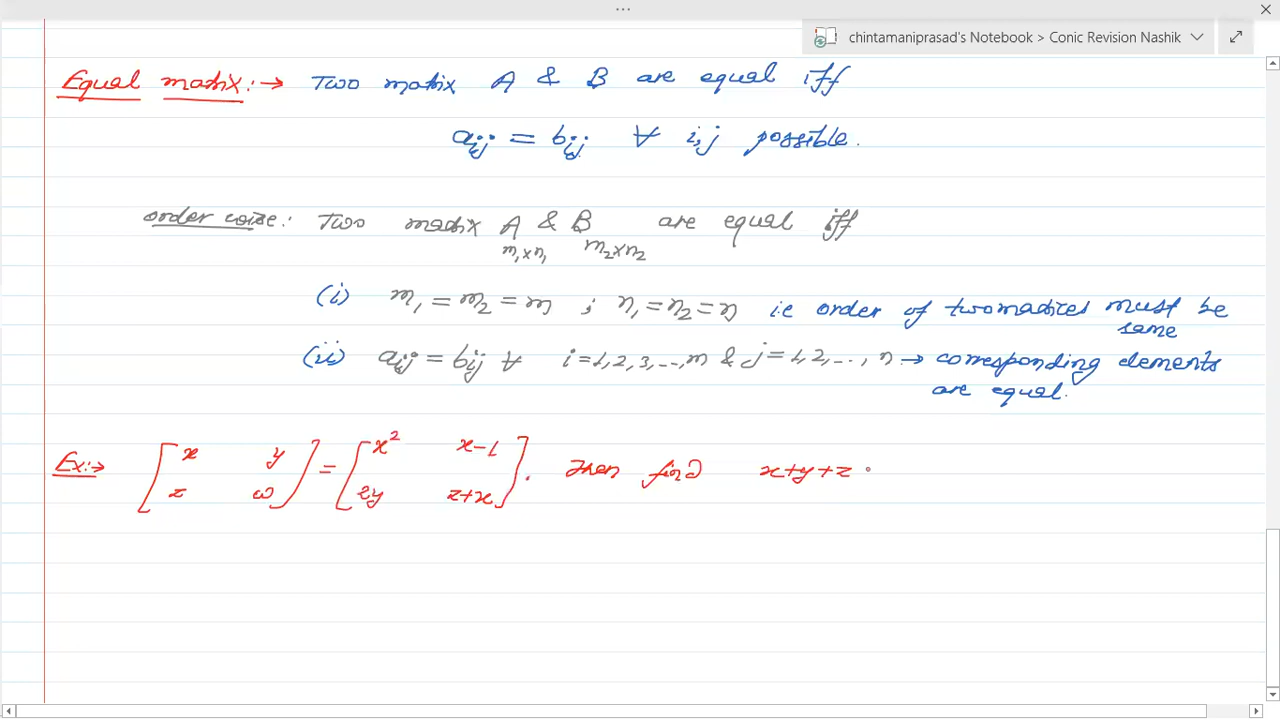 ...
chintamaniprasad's Notebook > Conic Revision Nashik
Equal matrix:→ Two matrix A & B are equal iff
aij = bij ∀ i,j possible.
order wise: Two matrix A m₁×n₁ & B m₂×n₂ are equal iff
(i) m₁ = m₂ = m ; n₁ = n₂ = n i.e order of two matrices must be same
(ii) aij = bij ∀ i = 1,2,3,...,m & j = 1,2,..., n → corresponding elements are equal.
Ex:→ [x y; z ω] = [x² x-1; 2y z+x]. Then find x+y+z .